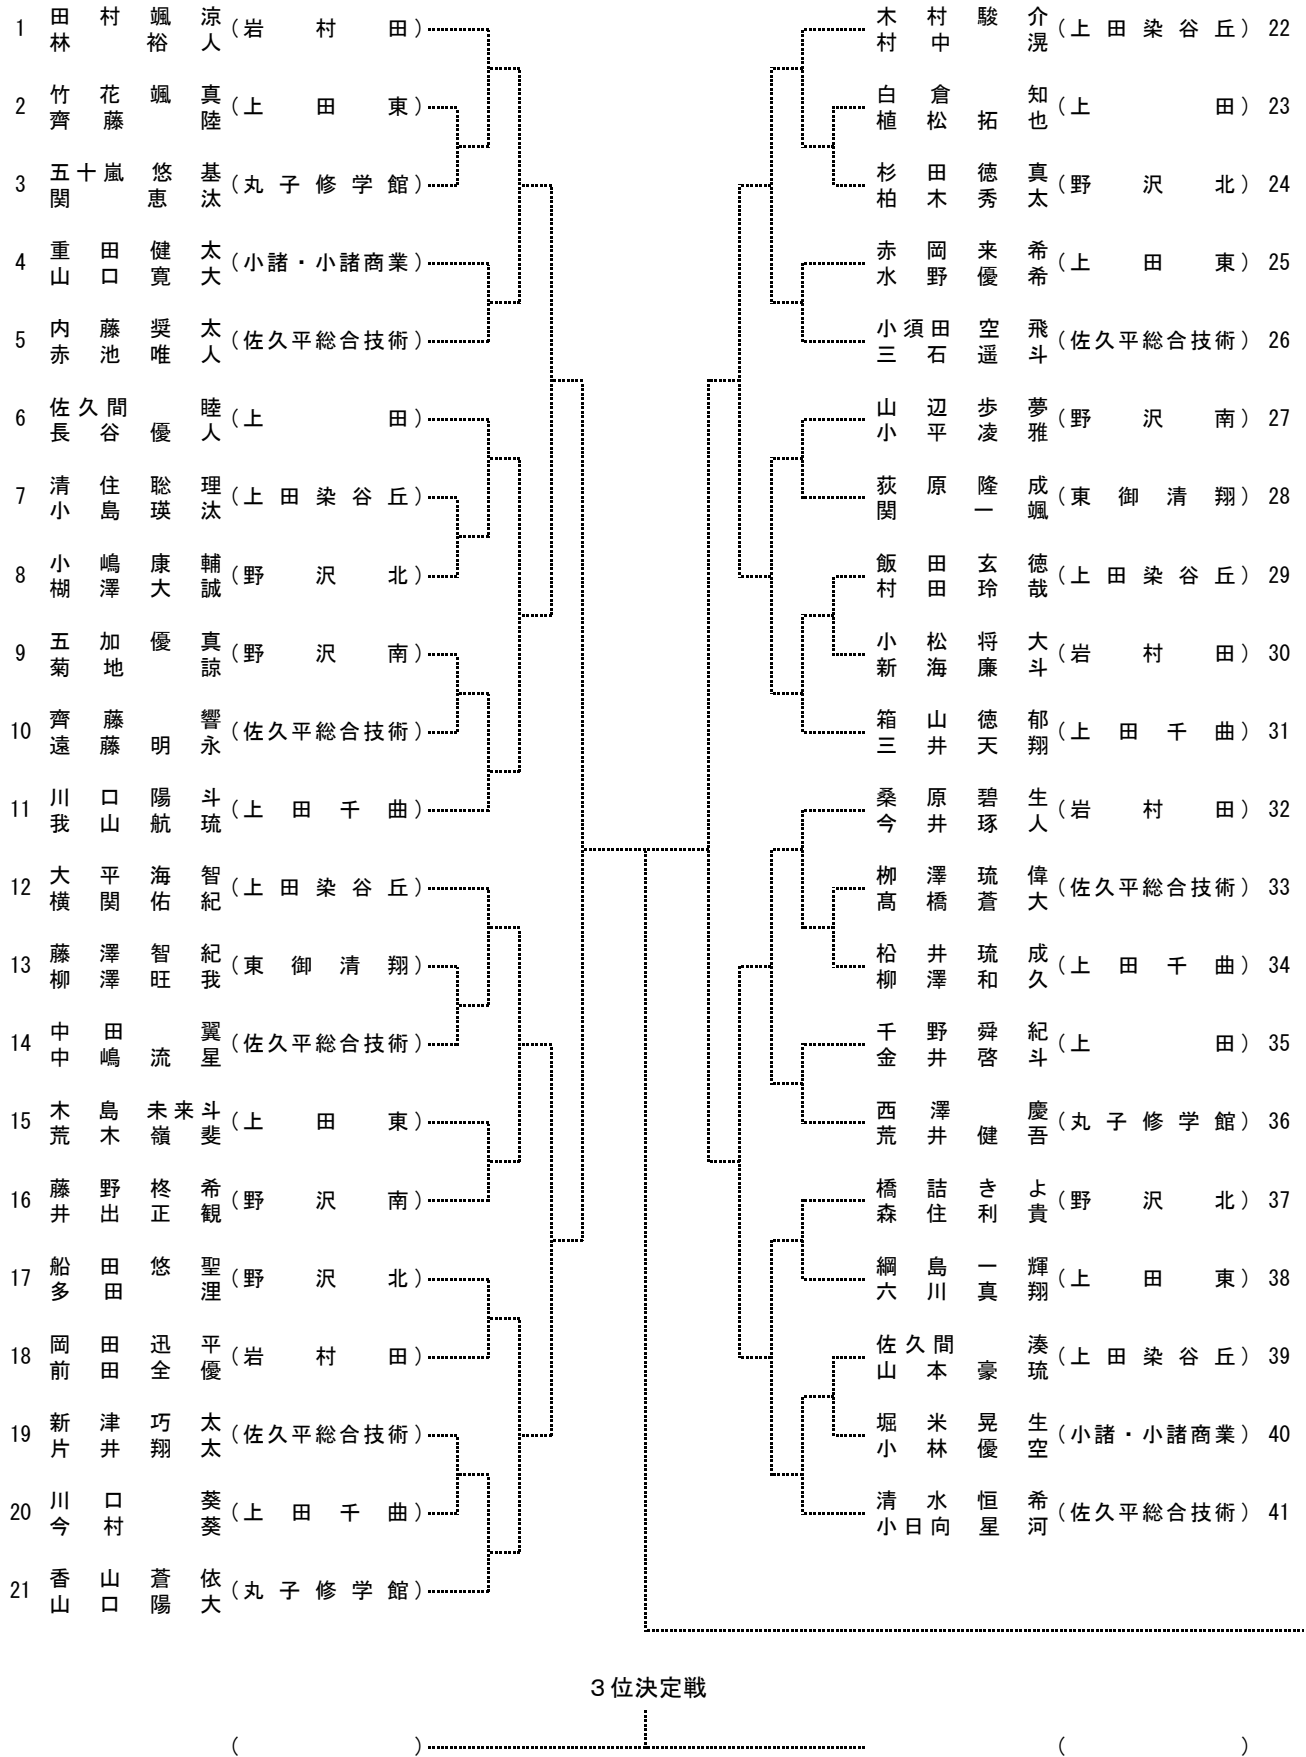 1 田村颯涼 (岩村田)
林裕人
2 竹花颯真 (上田東)
齊藤陸
3 五十嵐悠基 (丸子修学館)
関恵汰
4 重田健太 (小諸・小諸商業)
山口寛大
5 内藤奨太 (佐久平総合技術)
赤池唯人
6 佐久間睦 (上田)
長谷優人
7 清住聡理 (上田染谷丘)
小島瑛汰
8 小嶋康輔 (野沢北)
楜澤大誠
9 五加優真 (野沢南)
菊地諒
10 齊藤響 (佐久平総合技術)
遠藤明永
11 川口陽斗 (上田千曲)
我山航琉
12 大平海智 (上田染谷丘)
横関佑紀
13 藤澤智紀 (東御清翔)
柳澤旺我
14 中田翼 (佐久平総合技術)
中嶋流星
15 木島未来斗 (上田東)
荒木嶺斐
16 藤野柊希 (野沢南)
井出正観
17 船田悠聖 (野沢北)
多田浬
18 岡田迅平 (岩村田)
前田全優
19 新津巧太 (佐久平総合技術)
片井翔太
20 川口葵 (上田千曲)
今村葵
21 香山蒼依 (丸子修学館)
山口陽大
木村駿介 (上田染谷丘) 22
村中滉
白倉知 (上田) 23
植松拓也
杉田徳真 (野沢北) 24
柏木秀太
赤岡来希 (上田東) 25
水野優希
小須田空飛 (佐久平総合技術) 26
三石遥斗
山辺歩夢 (野沢南) 27
小平凌雅
荻原隆成 (東御清翔) 28
関一颯
飯田玄徳 (上田染谷丘) 29
村田玲哉
小松将大 (岩村田) 30
新海廉斗
箱山徳郁 (上田千曲) 31
三井天翔
桑原碧生 (岩村田) 32
今井琢人
栁澤琉偉 (佐久平総合技術) 33
髙橋蒼大
柗井琉成 (上田千曲) 34
柳澤和久
千野舜紀 (上田) 35
金井啓斗
西澤慶 (丸子修学館) 36
荒井健吾
橋詰きよ (野沢北) 37
森住利貴
綱島一輝 (上田東) 38
六川真翔
佐久間湊 (上田染谷丘) 39
山本豪琉
堀米晃生 (小諸・小諸商業) 40
小林優空
清水恒希 (佐久平総合技術) 41
小日向星河
３位決定戦
( ) ( )